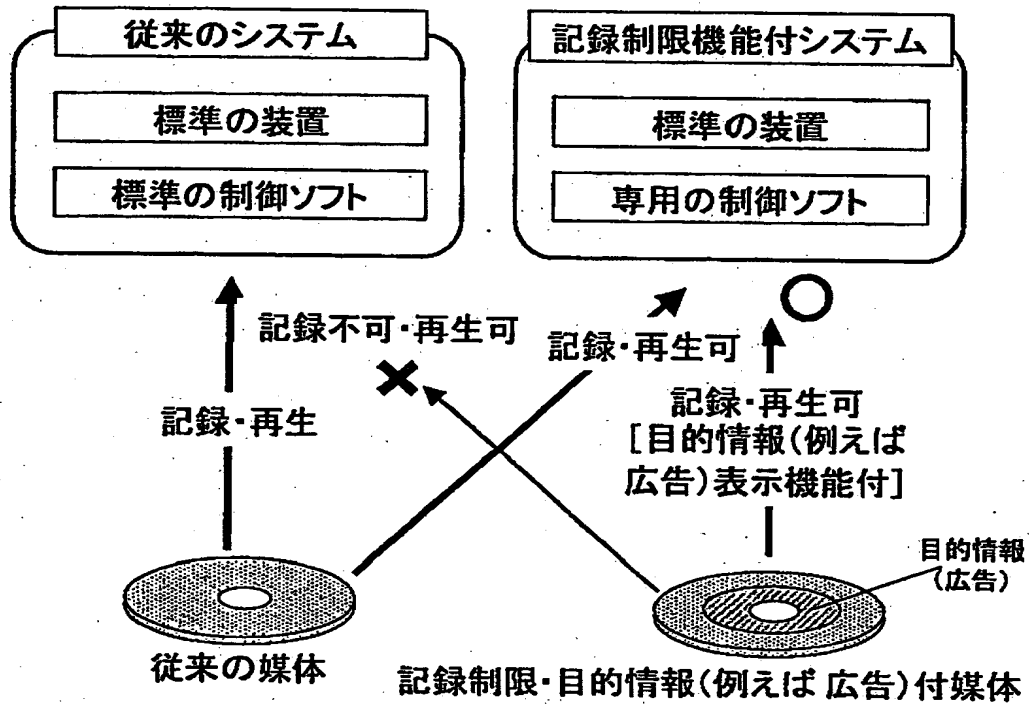 従来のシステム
標準の装置
標準の制御ソフト
記録制限機能付システム
標準の装置
専用の制御ソフト
記録不可・再生可
記録・再生可
記録・再生
記録・再生可
[目的情報(例えば
広告)表示機能付]
目的情報
(広告)
従来の媒体
記録制限・目的情報(例えば 広告)付媒体